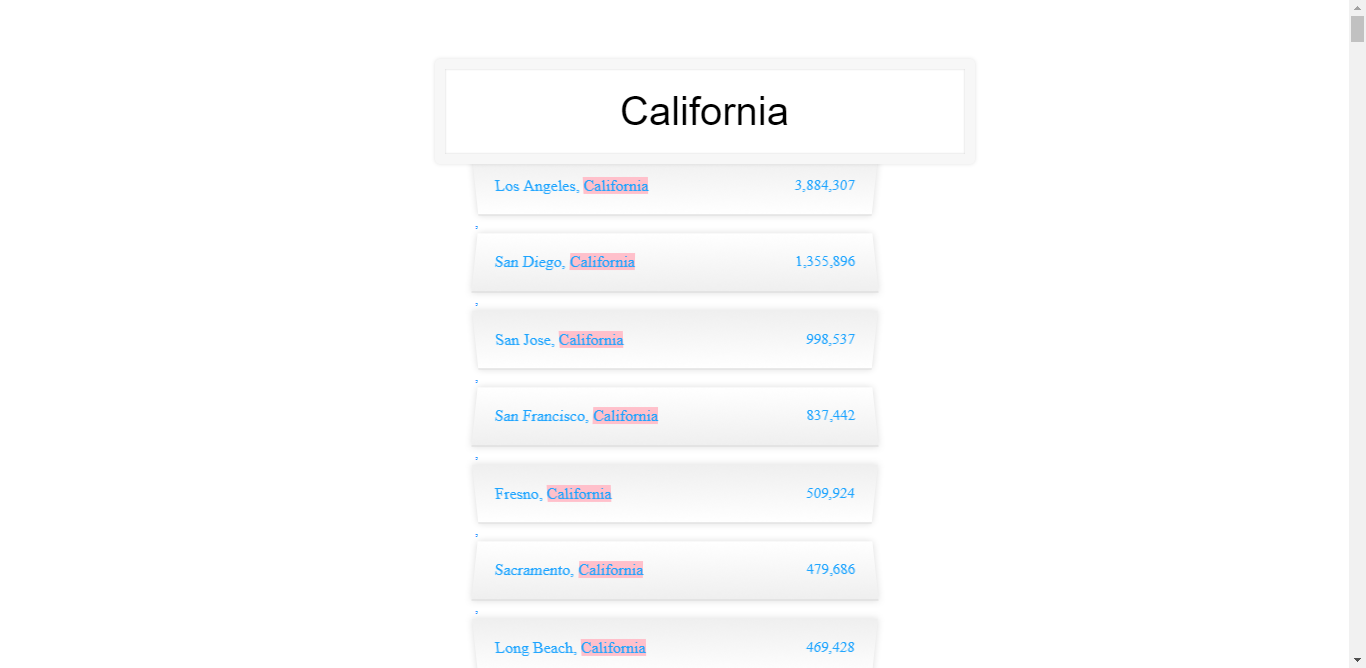 California
Los Angeles, California 3,884,307
,
San Diego, California 1,355,896
,
San Jose, California 998,537
,
San Francisco, California 837,442
,
Fresno, California 509,924
,
Sacramento, California 479,686
,
Long Beach, California 469,428